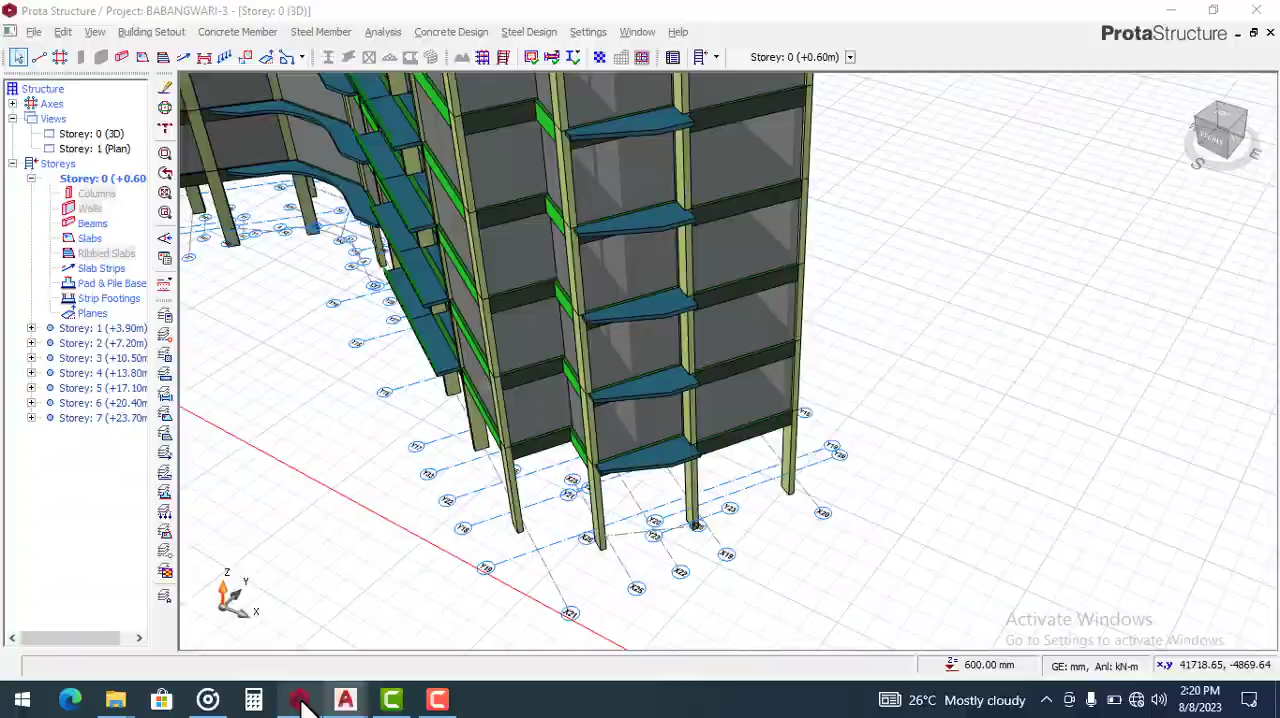 Prota Structure / Project: BABANGWARI-3 - [Storey: 0 (3D)]
File Edit View Building Setout Concrete Member Steel Member Analysis Concrete Design Steel Design Settings Window Help
ProtaStructure
Storey: 0 (+0.60m)
Structure
Axes
Views
Storey: 0 (3D)
Storey: 1 (Plan)
Storeys
Storey: 0 (+0.60
Columns
Walls
Beams
Slabs
Ribbed Slabs
Slab Strips
Pad & Pile Base
Strip Footings
Planes
Storey: 1 (+3.90m)
Storey: 2 (+7.20m)
Storey: 3 (+10.50m
Storey: 4 (+13.80m
Storey: 5 (+17.10m
Storey: 6 (+20.40m
Storey: 7 (+23.70m
S
E
Z
Y
X
Y19
X21
X25
X22
X19
X20
Activate Windows
Go to Settings to activate Windows.
600.00 mm
GE: mm, Anl: kN-m
x,y 41718.65, -4869.64
26°C Mostly cloudy
2:20 PM
8/8/2023